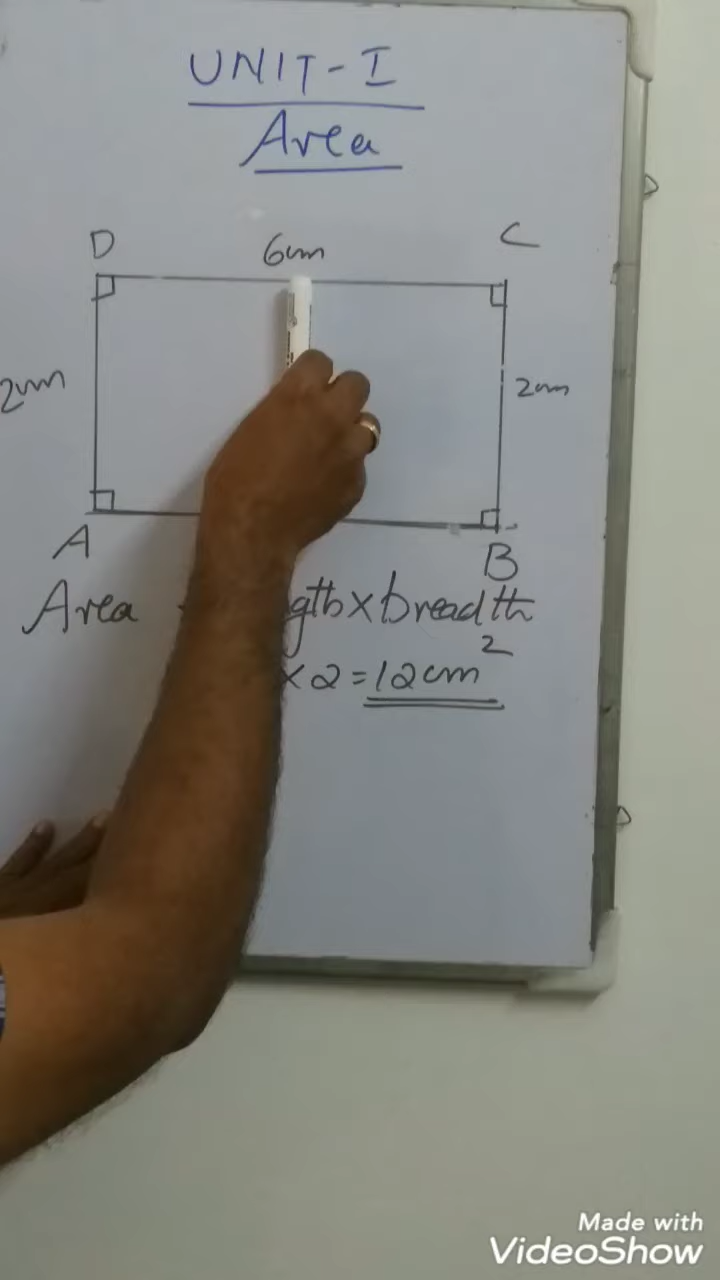 UNIT-I
Area
D 6cm C
2cm 2cm
A B
Area gth×breadth
×2=12cm²
Made with
VideoShow